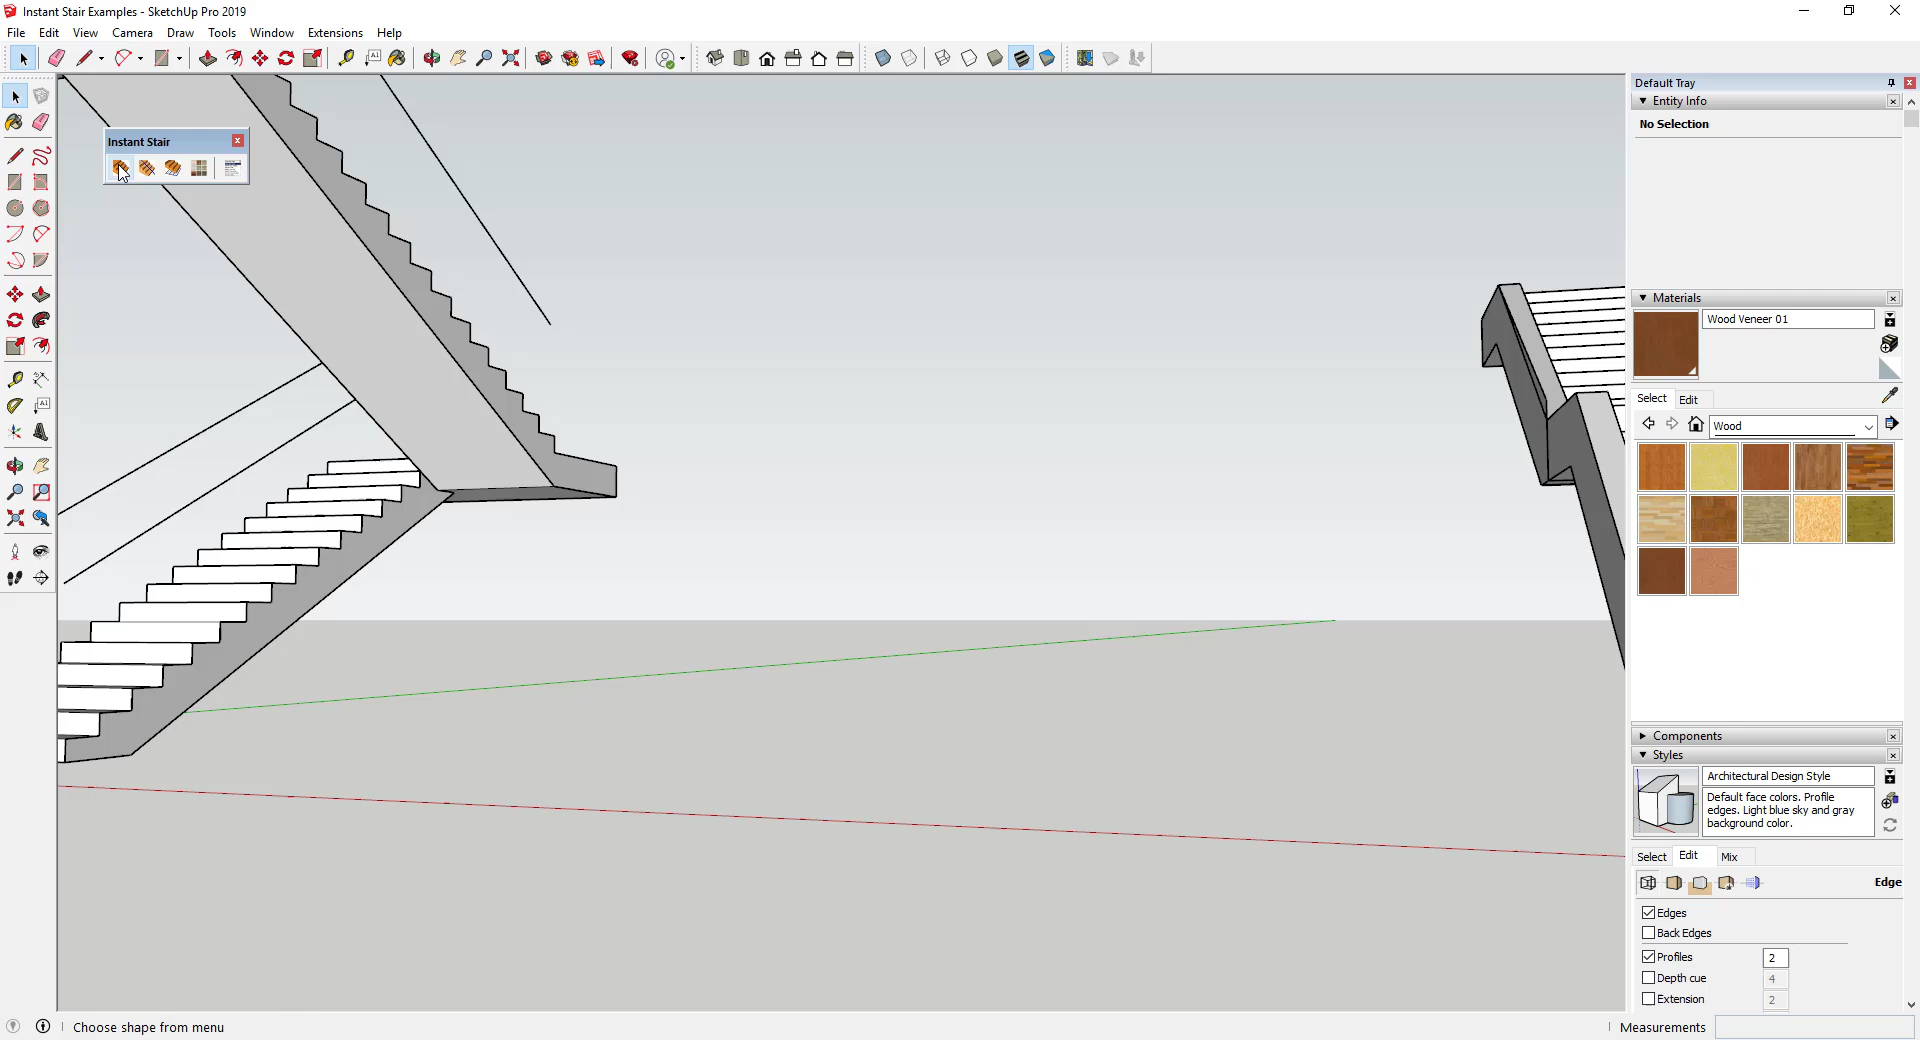 Instant Stair Examples - SketchUp Pro 2019
File Edit View Camera Draw Tools Window Extensions Help
Instant Stair
Default Tray
Entity Info
No Selection
Materials
Wood Veneer 01
Select Edit
Wood
Components
Styles
Architectural Design Style
Default face colors. Profile
edges. Light blue sky and gray
background color.
Select Edit Mix
Edge
Edges
Back Edges
Profiles 2
Depth cue 4
Extension 2
Choose shape from menu
Measurements